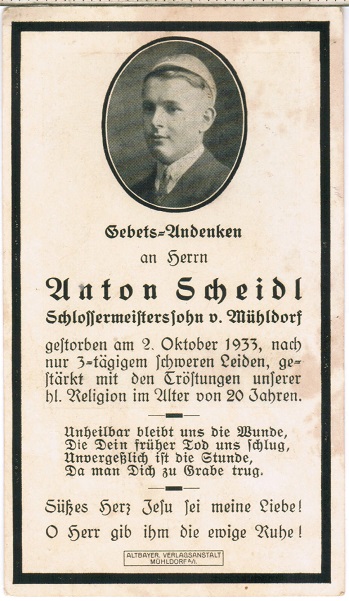 Gebets-Andenken
an Herrn
Anton Scheidl
Schlossermeisterssohn v. Mühldorf
gestorben am 2. Oktober 1933, nach
nur 3-tägigem schweren Leiden, ge-
stärkt mit den Tröstungen unserer
hl. Religion im Alter von 20 Jahren.
Unheilbar bleibt uns die Wunde,
Die Dein früher Tod uns schlug,
Unvergeßlich ist die Stunde,
Da man Dich zu Grabe trug.
Süßes Herz Jesu sei meine Liebe!
O Herr gib ihm die ewige Ruhe!
ALTBAYER. VERLAGSANSTALT
MÜHLDORF a/I.